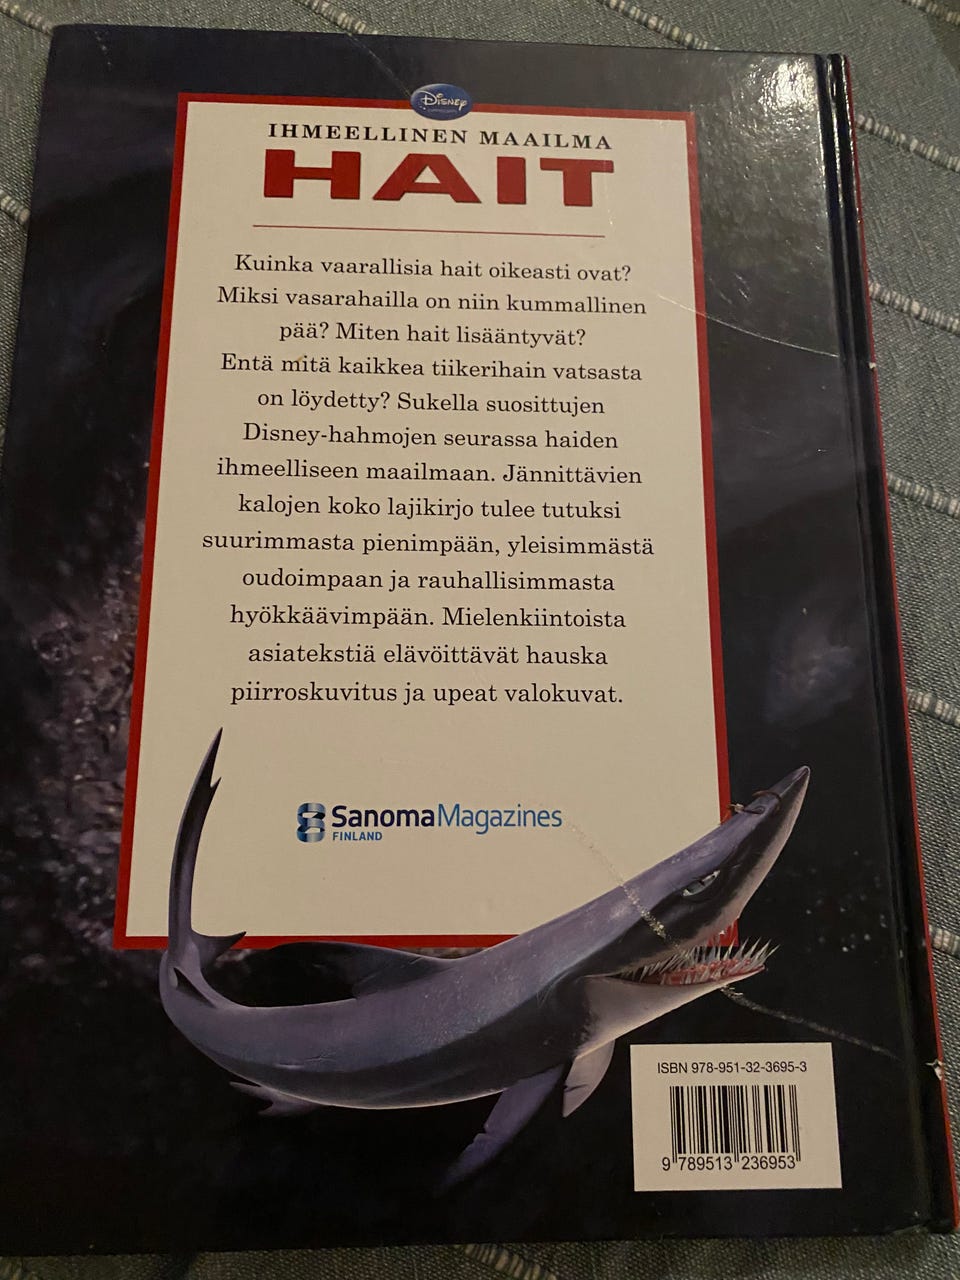 Disney
IHMEELLINEN MAAILMA
HAIT
Kuinka vaarallisia hait oikeasti ovat?
Miksi vasarahailla on niin kummallinen
pää? Miten hait lisääntyvät?
Entä mitä kaikkea tiikerihain vatsasta
on löydetty? Sukella suosittujen
Disney-hahmojen seurassa haiden
ihmeelliseen maailmaan. Jännittävien
kalojen koko lajikirjo tulee tutuksi
suurimmasta pienimpään, yleisimmästä
oudoimpaan ja rauhallisimmasta
hyökkäävimpään. Mielenkiintoista
asiatekstiä elävöittävät hauska
piirroskuvitus ja upeat valokuvat.
SanomaMagazines
FINLAND
ISBN 978-951-32-3695-3
9 789513 236953